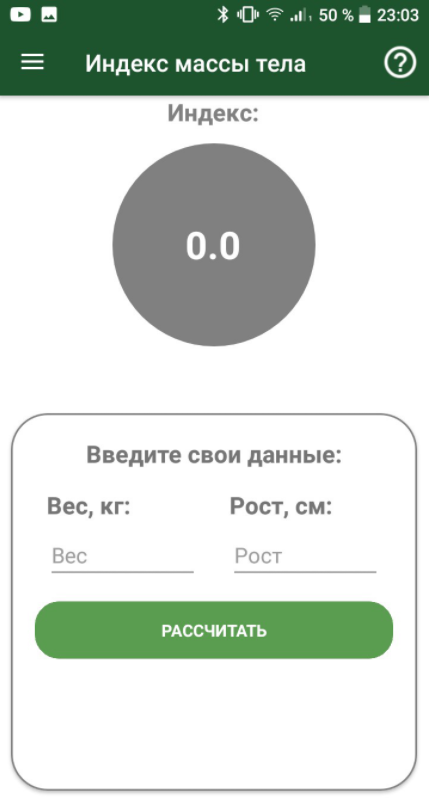 50 % 23:03
Индекс массы тела
Индекс:
0.0
Введите свои данные:
Вес, кг: Рост, см:
Вес Рост
РАССЧИТАТЬ